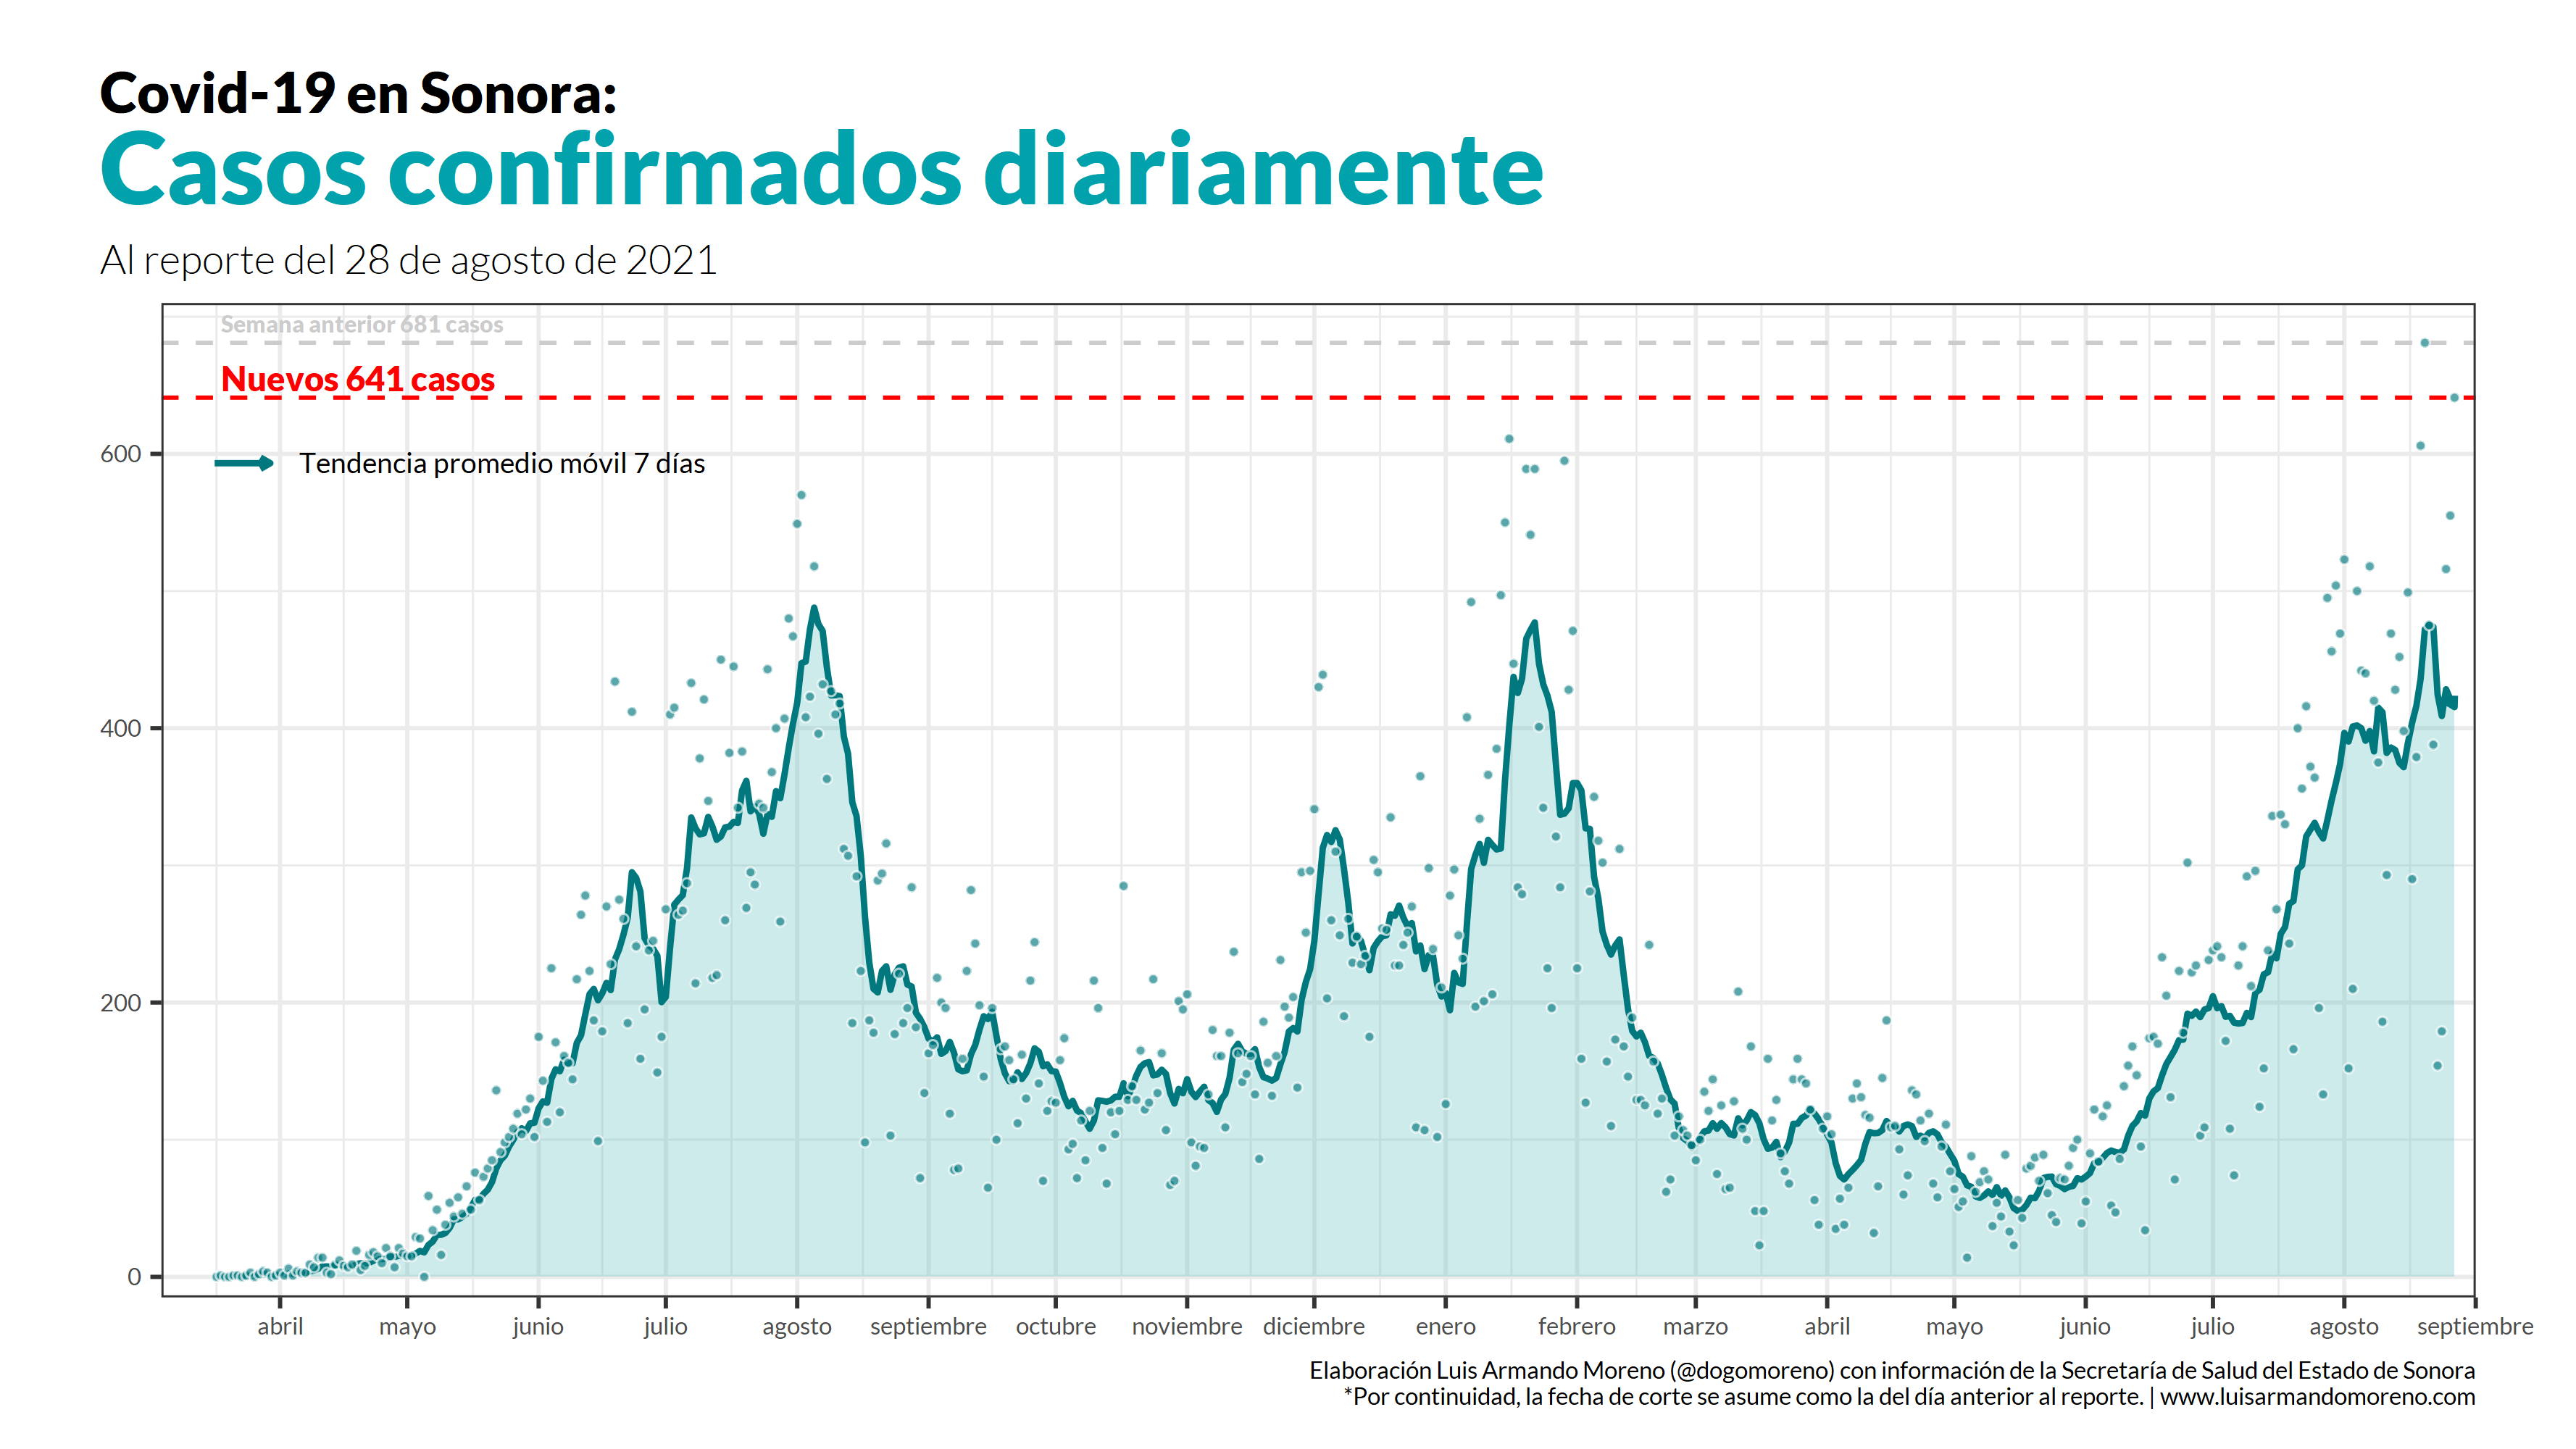 Covid-19 en Sonora:
Casos confirmados diariamente
Al reporte del 28 de agosto de 2021
Semana anterior 681 casos
Nuevos 641 casos
Tendencia promedio móvil 7 días
600
400
200
0
abril mayo junio julio agosto septiembre octubre noviembre diciembre enero febrero marzo abril mayo junio julio agosto septiembre
Elaboración Luis Armando Moreno (@dogomoreno) con información de la Secretaría de Salud del Estado de Sonora
*Por continuidad, la fecha de corte se asume como la del día anterior al reporte. | www.luisarmandomoreno.com